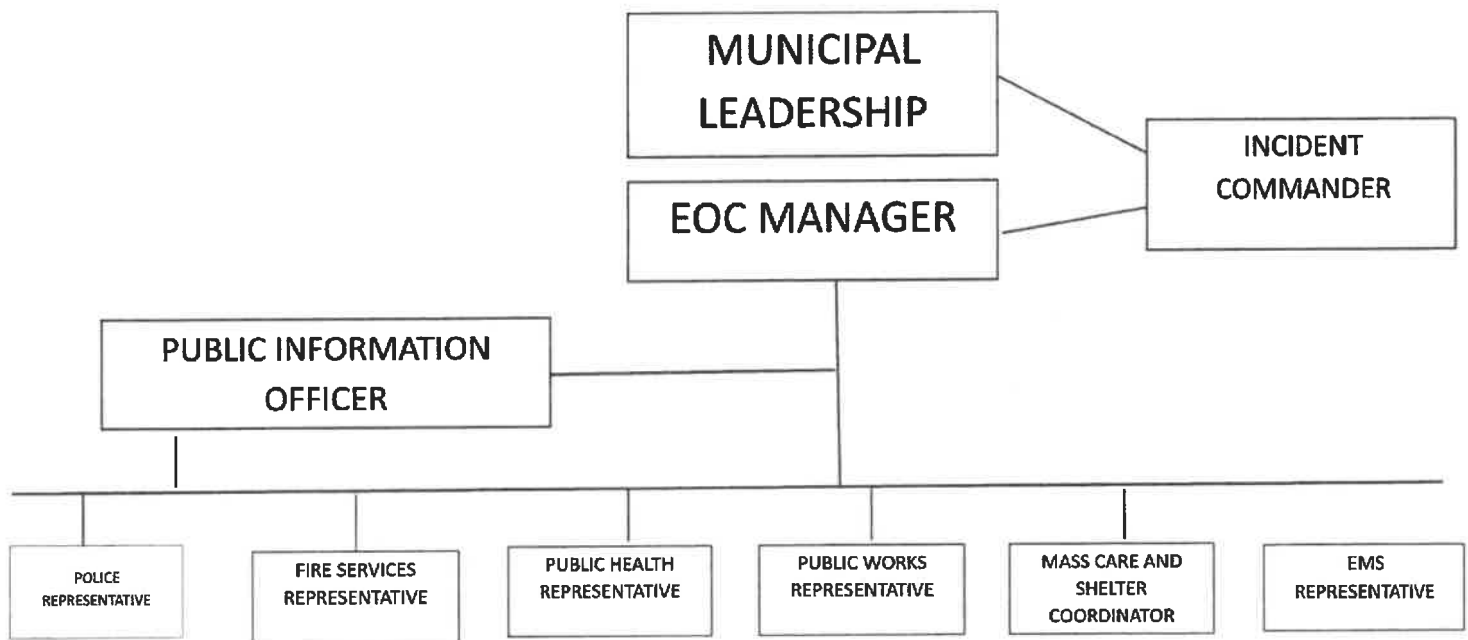 MUNICIPAL
LEADERSHIP
INCIDENT
COMMANDER
EOC MANAGER
PUBLIC INFORMATION
OFFICER
POLICE
REPRESENTATIVE
FIRE SERVICES
REPRESENTATIVE
PUBLIC HEALTH
REPRESENTATIVE
PUBLIC WORKS
REPRESENTATIVE
MASS CARE AND
SHELTER
COORDINATOR
EMS
REPRESENTATIVE